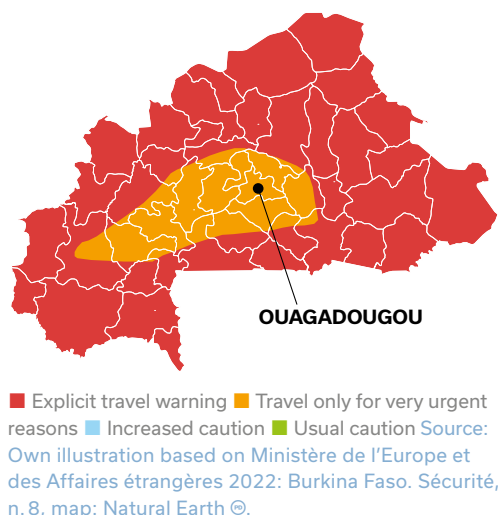 OUAGADOUGOU
Explicit travel warning Travel only for very urgent
reasons Increased caution Usual caution Source:
Own illustration based on Ministère de l'Europe et
des Affaires étrangères 2022: Burkina Faso. Sécurité,
n. 8, map: Natural Earth